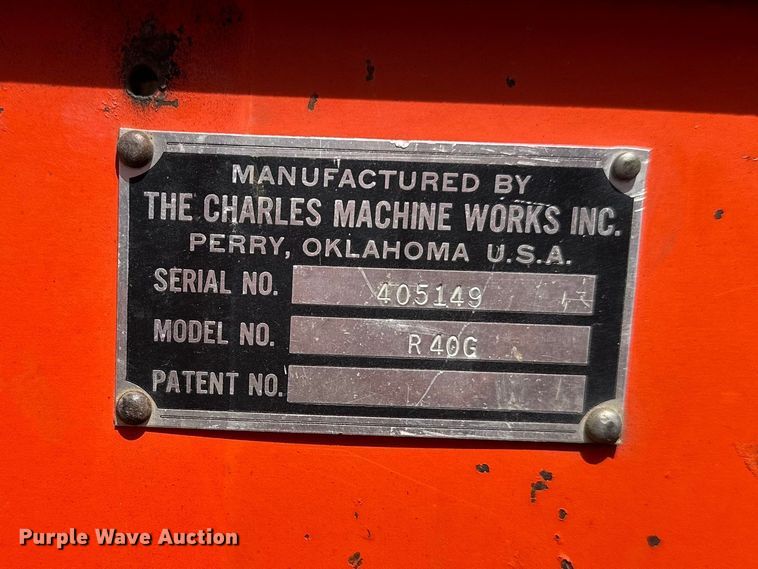 MANUFACTURED BY
THE CHARLES MACHINE WORKS INC.
PERRY, OKLAHOMA U.S.A.
SERIAL NO. 405149
MODEL NO. R40G
PATENT NO.
Purple Wave Auction